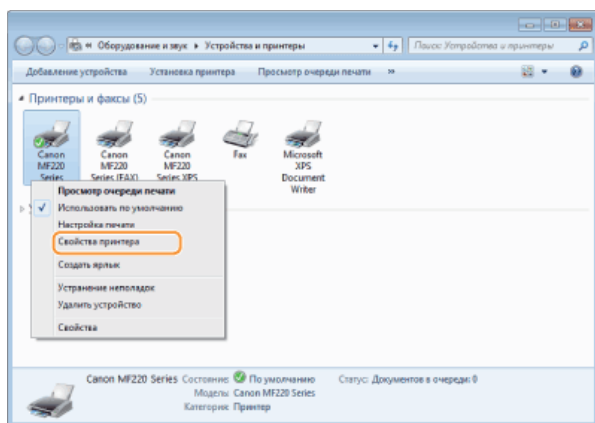 « Оборудование и звук ▸ Устройства и принтеры
Поиск: Устройства и принтеры
Добавление устройства Установка принтера Просмотр очереди печати »
Принтеры и факсы (5)
Canon MF220 Series
Canon MF220 Series (FAX)
Canon MF220 Series XPS
Fax
Microsoft XPS Document Writer
Просмотр очереди печати
Использовать по умолчанию
Настройка печати
Свойства принтера
Создать ярлык
Устранение неполадок
Удалить устройство
Свойства
Canon MF220 Series Состояние: По умолчанию Статус: Документов в очереди: 0
Модель: Canon MF220 Series
Категория: Принтер